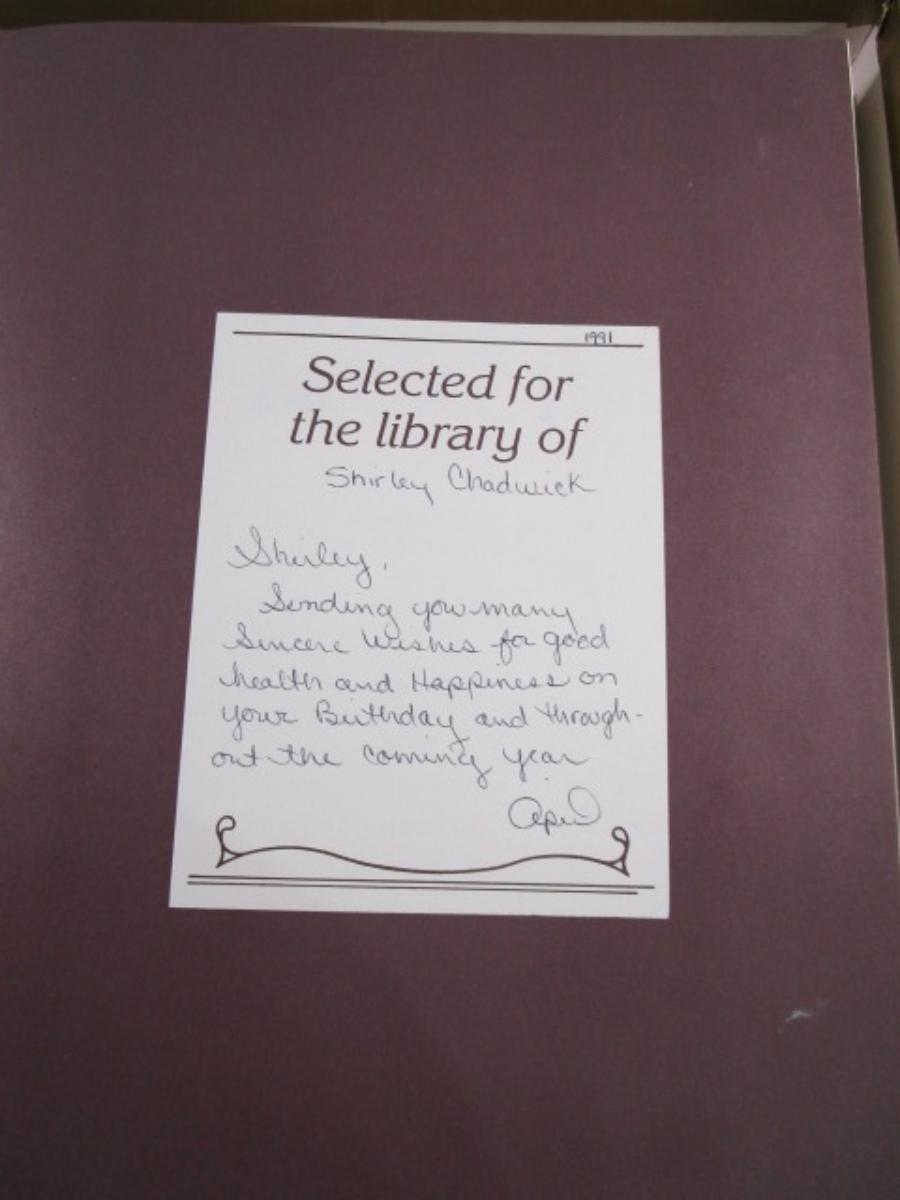 1991
Selected for
the library of
Shirley Chadwick
Shirley,
Sending you many
Sincere Wishes for good
health and Happiness on
your Birthday and through-
out the coming year
April